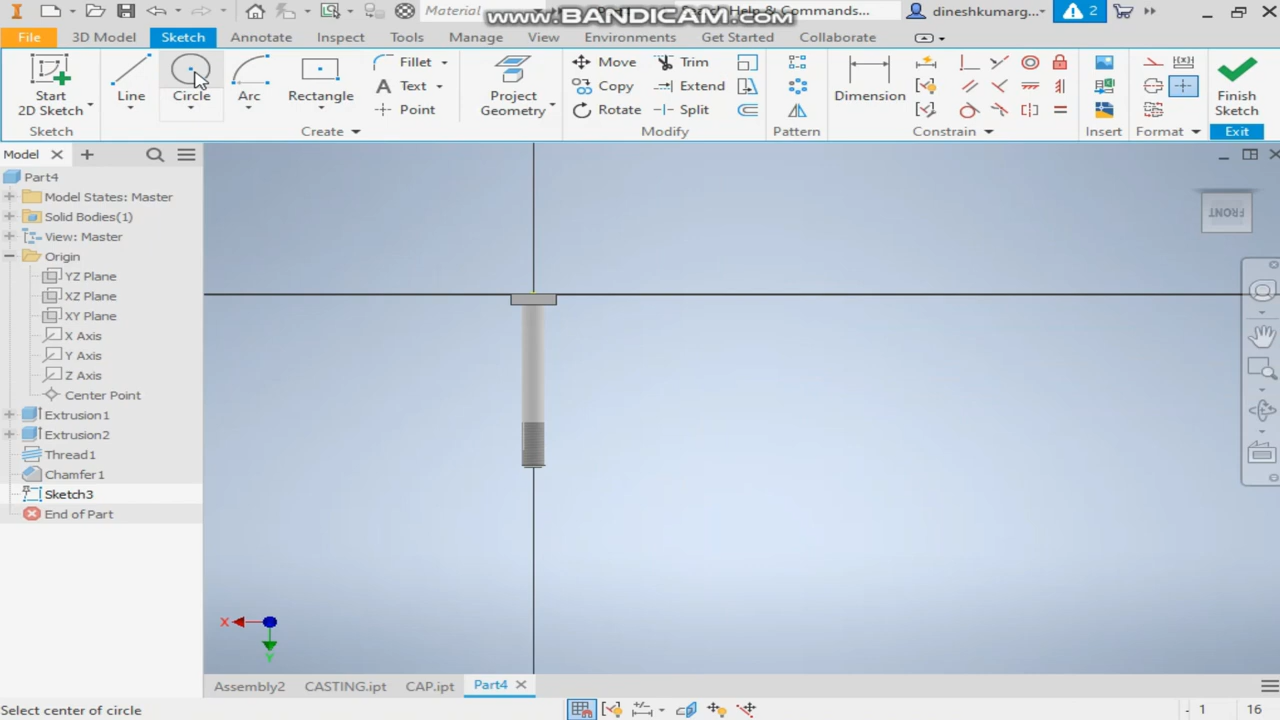 Material
www.BANDICAM.com
Help & Commands...
dineshkumarg...
2
File
3D Model
Sketch
Annotate
Inspect
Tools
Manage
View
Environments
Get Started
Collaborate
Start
2D Sketch
Line
Circle
Arc
Rectangle
Fillet
Text
Point
Project
Geometry
Move
Copy
Rotate
Trim
Extend
Split
Dimension
Finish
Sketch
Sketch
Create
Modify
Pattern
Constrain
Insert
Format
Exit
Model
Part4
Model States: Master
Solid Bodies(1)
View: Master
Origin
YZ Plane
XZ Plane
XY Plane
X Axis
Y Axis
Z Axis
Center Point
Extrusion1
Extrusion2
Thread1
Chamfer1
Sketch3
End of Part
FRONT
X
Y
Assembly2
CASTING.ipt
CAP.ipt
Part4
Select center of circle
1
16